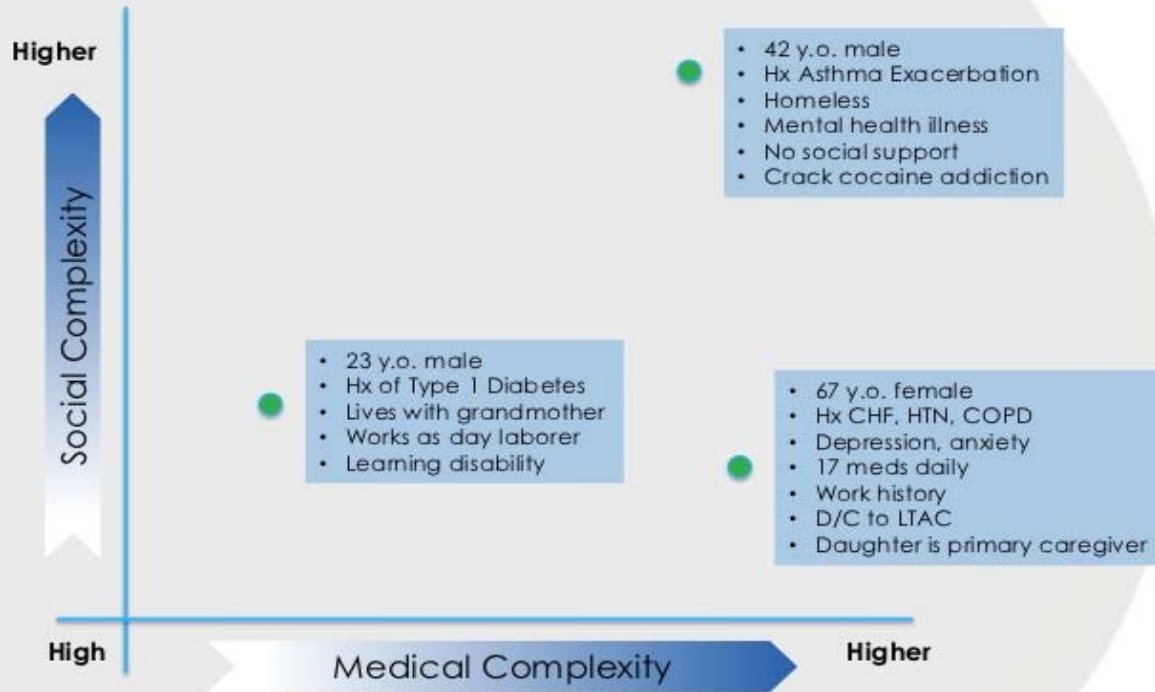 Higher
• 42 y.o. male
• Hx Asthma Exacerbation
• Homeless
• Mental health illness
• No social support
• Crack cocaine addiction
Social Complexity
• 23 y.o. male
• Hx of Type 1 Diabetes
• Lives with grandmother
• Works as day laborer
• Learning disability
• 67 y.o. female
• Hx CHF, HTN, COPD
• Depression, anxiety
• 17 meds daily
• Work history
• D/C to LTAC
• Daughter is primary caregiver
High
Medical Complexity
Higher